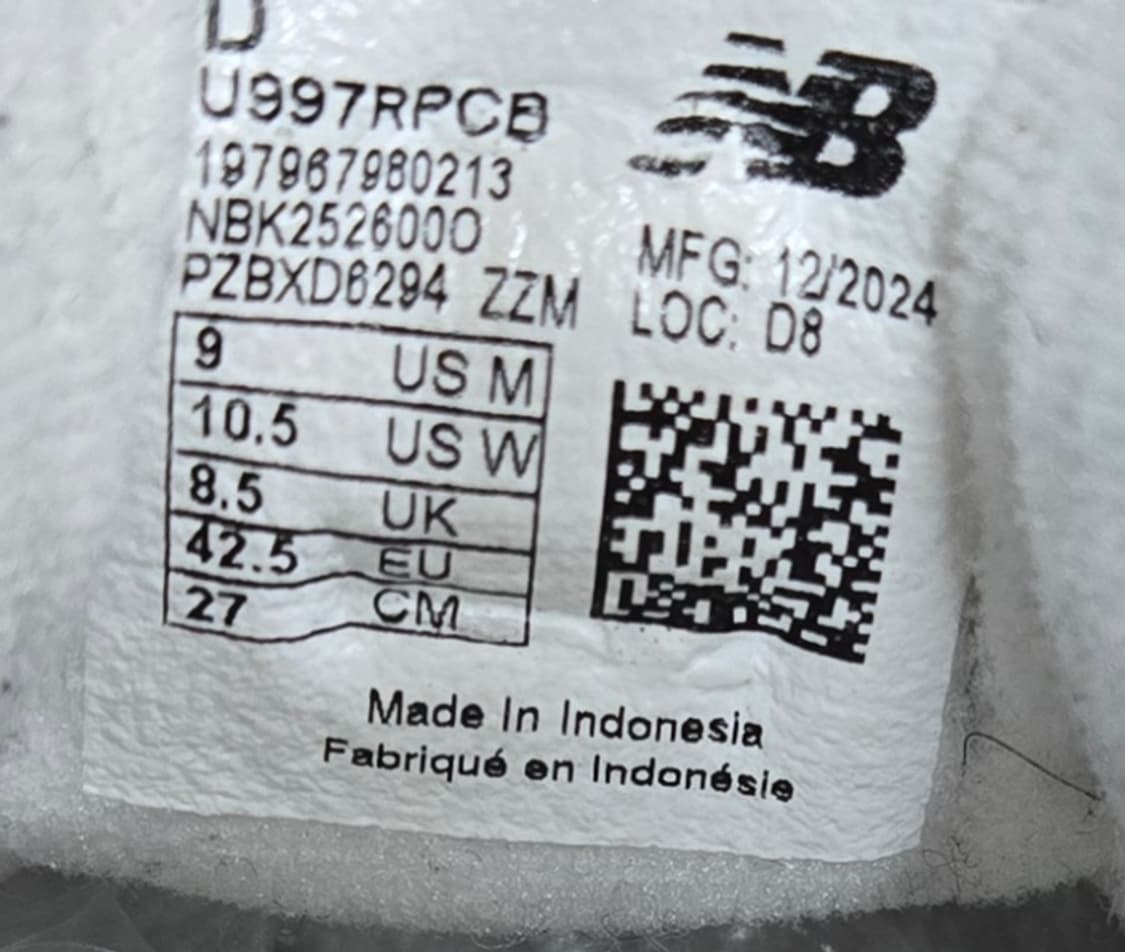 D
U997RPCB
197967980213
NBK2526000
PZBXD6294 ZZM
NB
MFG: 12/2024
LOC: D8
9 US M
10.5 US W
8.5 UK
42.5 EU
27 CM
Made In Indonesia
Fabriqué en Indonésie